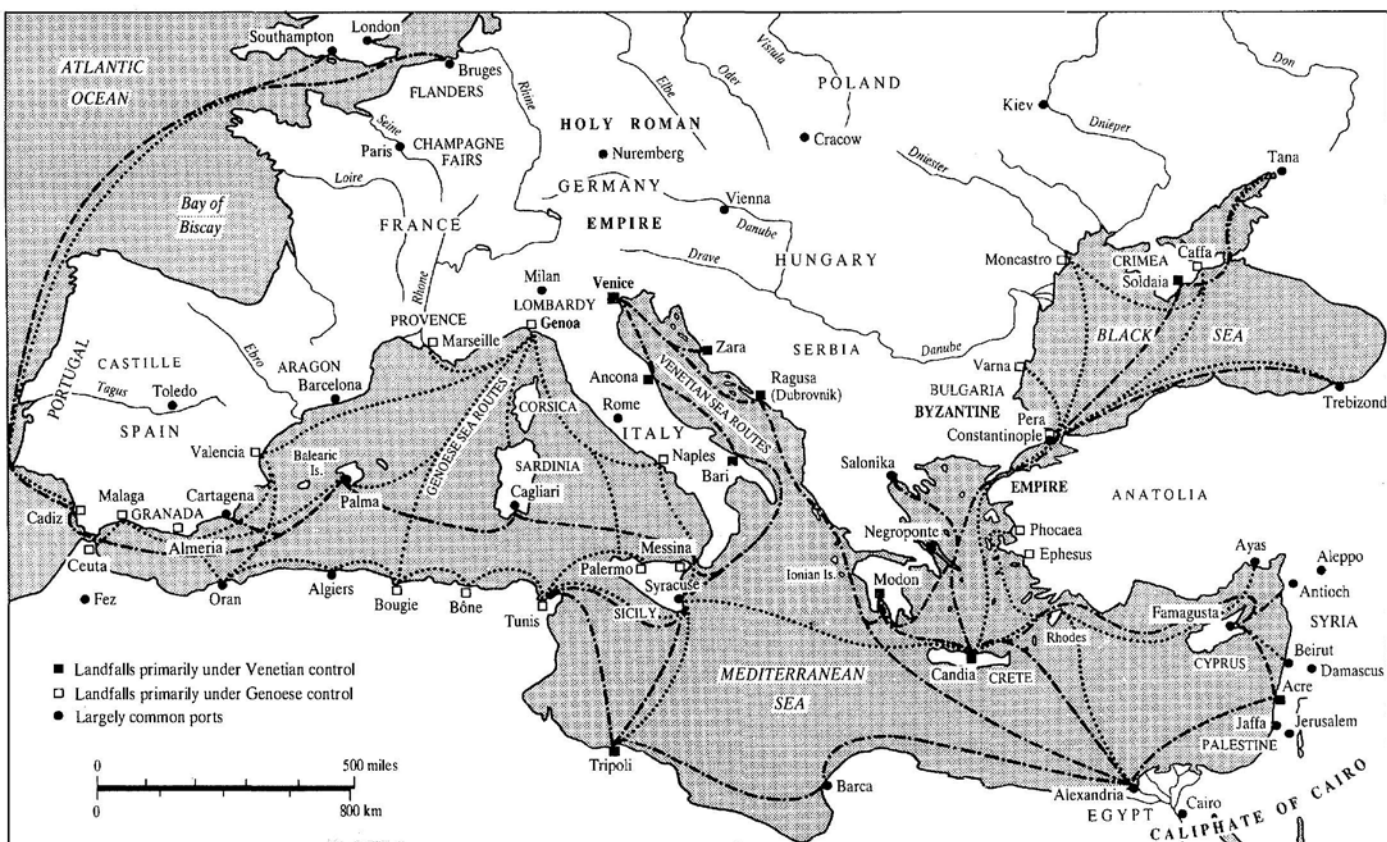 London
Southampton
ATLANTIC
OCEAN
Bruges
FLANDERS
Rhine
Elbe
Oder
Vistula
POLAND
Don
Kiev
Dnieper
HOLY ROMAN
Cracow
Seine
Paris
CHAMPAGNE
FAIRS
Nuremberg
Dniester
Tana
Loire
GERMANY
Bay of
Biscay
Vienna
FRANCE
EMPIRE
Danube
Drave
HUNGARY
Moncastro
CRIMEA
Caffa
Soldaia
Rhone
Milan
LOMBARDY
Venice
Genoa
PROVENCE
Marseille
BLACK
SEA
PORTUGAL
CASTILLE
Ebro
ARAGON
Barcelona
Zara
SERBIA
Danube
Varna
BULGARIA
Tagus
Toledo
SPAIN
GENOESE SEA ROUTES
CORSICA
Ancona
Rome
ITALY
VENETIAN SEA ROUTES
Ragusa
(Dubrovnik)
BYZANTINE
Pera
Constantinople
Trebizond
Valencia
Balearic
Is.
Palma
SARDINIA
Cagliari
Naples
Bari
Salonika
EMPIRE
ANATOLIA
Malaga
Cartagena
Cadiz
GRANADA
Almeria
Ceuta
Negroponte
Phocaea
Ephesus
Messina
Palermo
Syracuse
SICILY
Ionian Is.
Modon
Ayas
Aleppo
Antioch
Fez
Oran
Algiers
Bougie
Bône
Tunis
Rhodes
Famagusta
SYRIA
CYPRUS
Beirut
Damascus
Candia
CRETE
MEDITERRANEAN
SEA
Acre
Jaffa
Jerusalem
PALESTINE
Landfalls primarily under Venetian control
Landfalls primarily under Genoese control
Largely common ports
Tripoli
Barca
Alexandria
EGYPT
Cairo
CALIPHATE OF CAIRO
0 500 miles
0 800 km